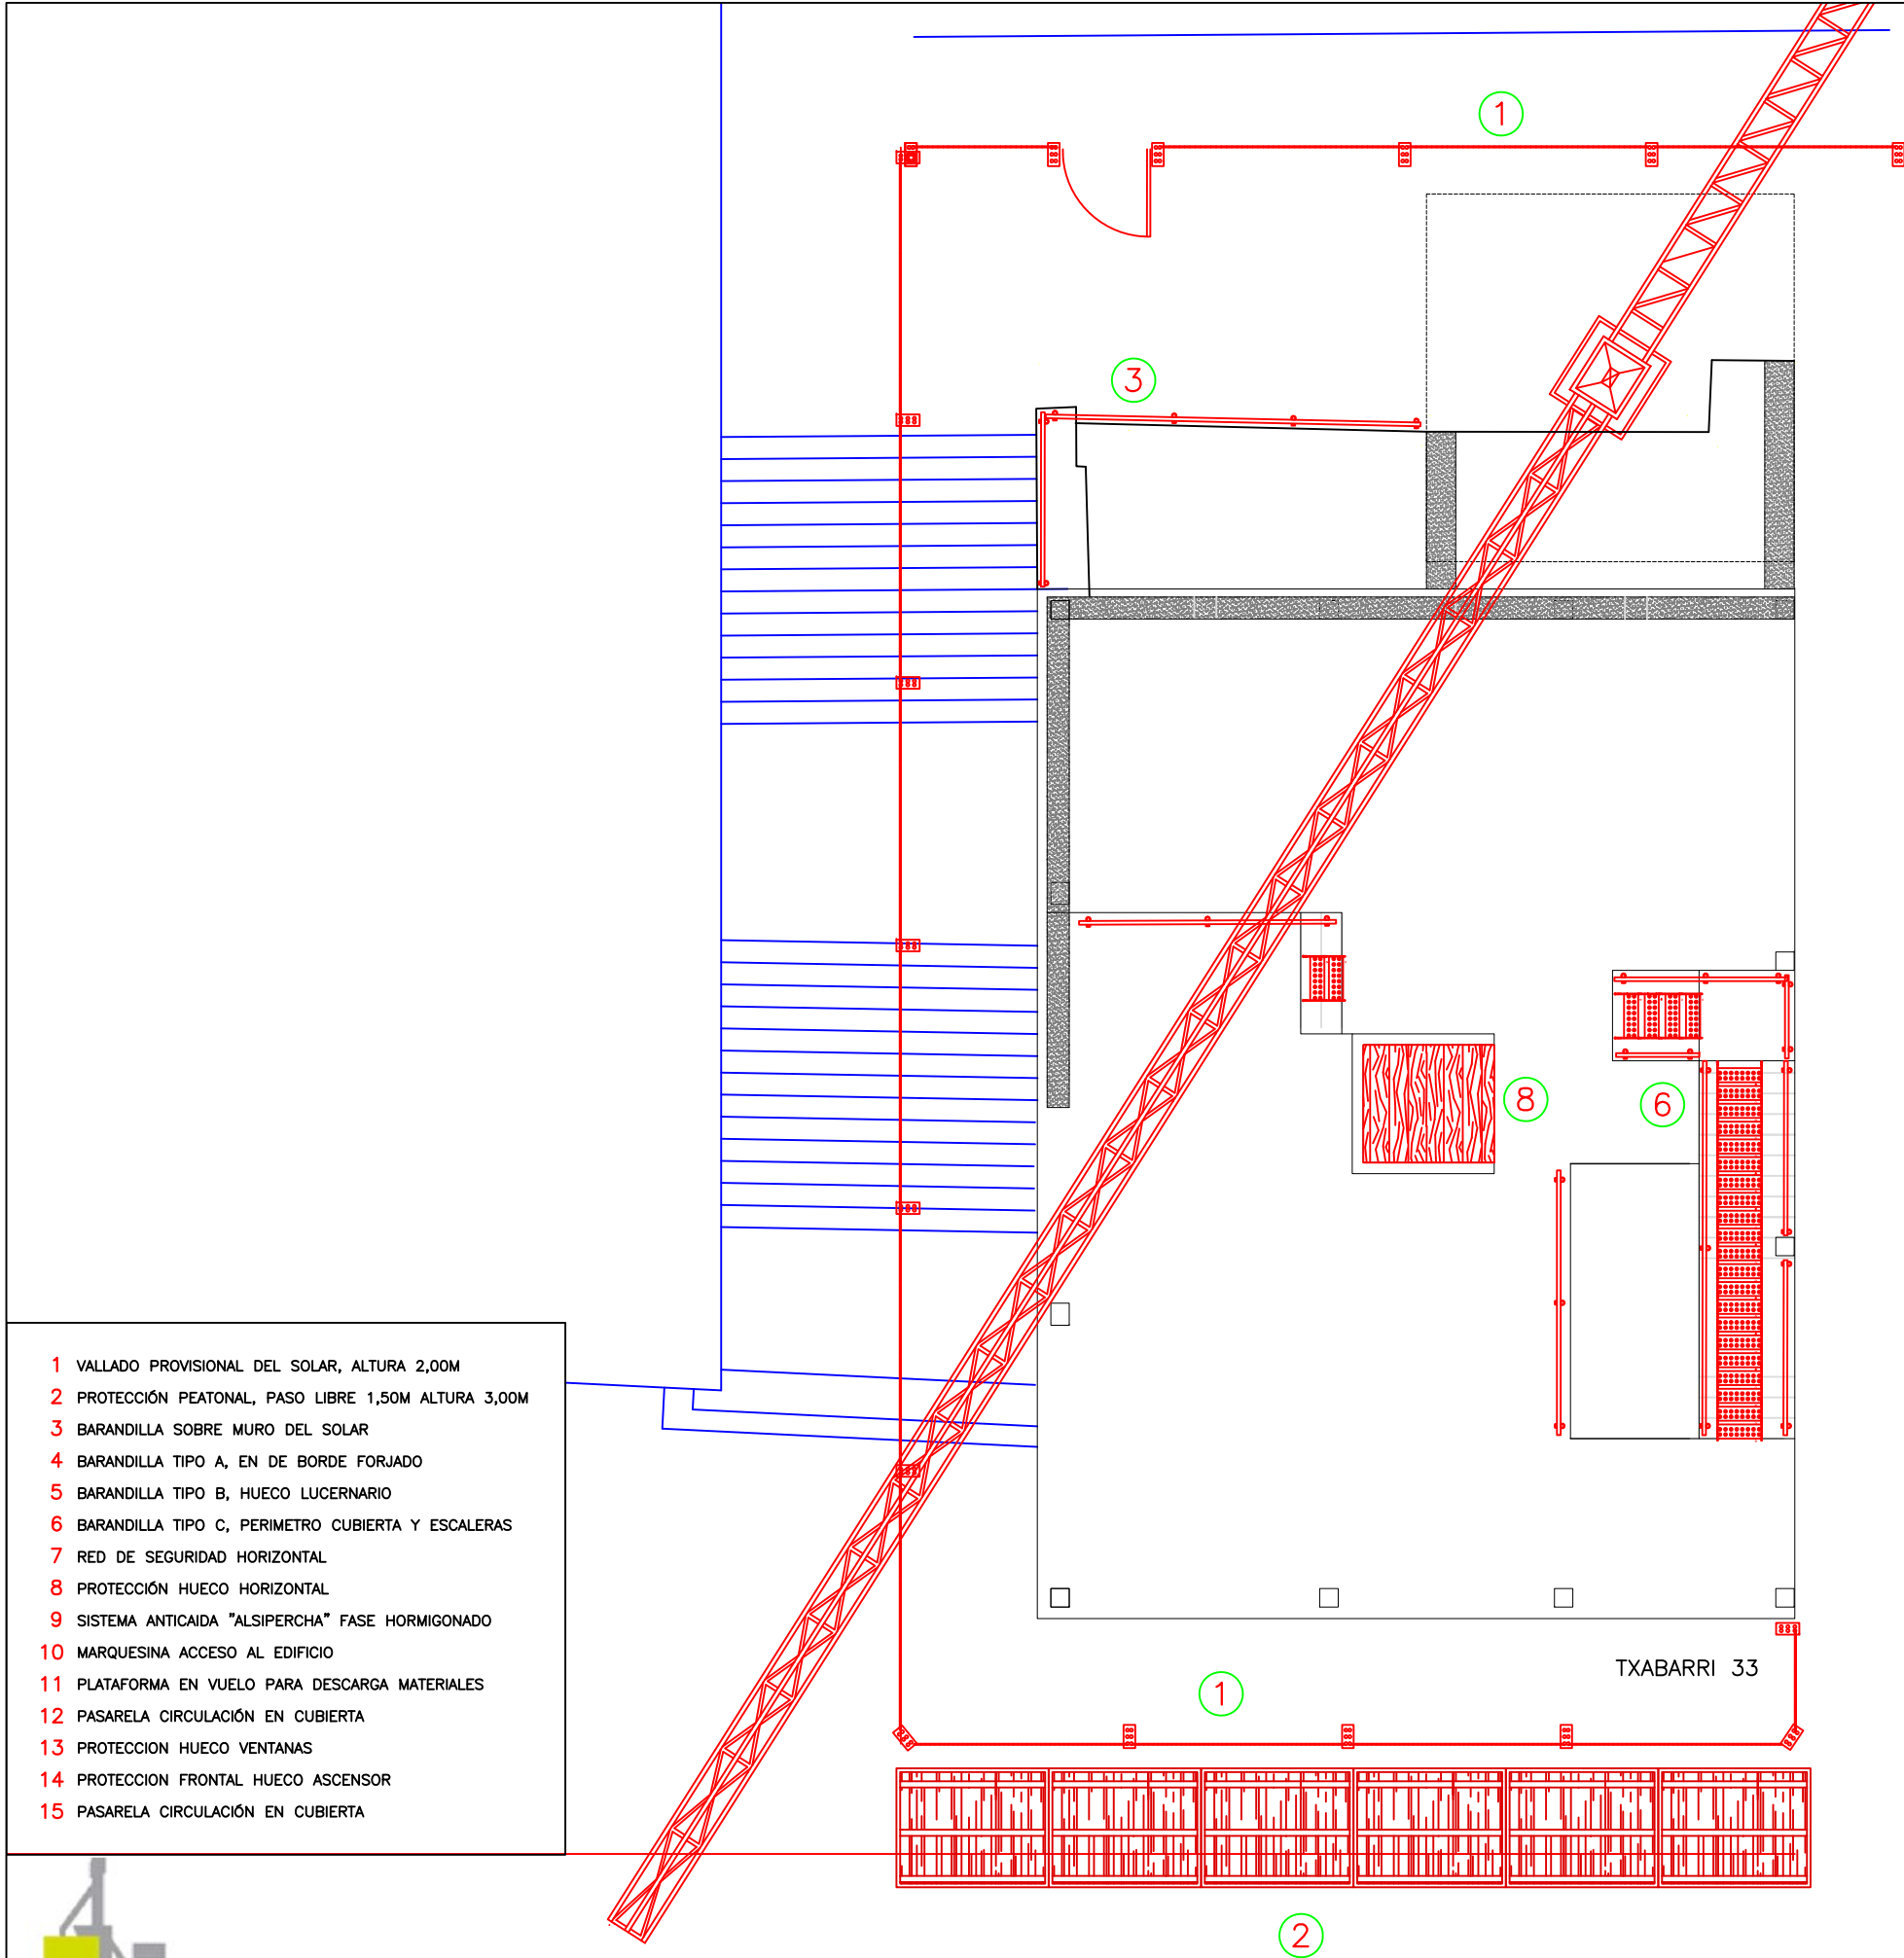 1
3
8
6
1 VALLADO PROVISIONAL DEL SOLAR, ALTURA 2,00M
2 PROTECCIÓN PEATONAL, PASO LIBRE 1,50M ALTURA 3,00M
3 BARANDILLA SOBRE MURO DEL SOLAR
4 BARANDILLA TIPO A, EN DE BORDE FORJADO
5 BARANDILLA TIPO B, HUECO LUCERNARIO
6 BARANDILLA TIPO C, PERIMETRO CUBIERTA Y ESCALERAS
7 RED DE SEGURIDAD HORIZONTAL
8 PROTECCIÓN HUECO HORIZONTAL
9 SISTEMA ANTICAIDA "ALSIPERCHA" FASE HORMIGONADO
10 MARQUESINA ACCESO AL EDIFICIO
11 PLATAFORMA EN VUELO PARA DESCARGA MATERIALES
12 PASARELA CIRCULACIÓN EN CUBIERTA
13 PROTECCION HUECO VENTANAS
14 PROTECCION FRONTAL HUECO ASCENSOR
15 PASARELA CIRCULACIÓN EN CUBIERTA
TXABARRI 33
1
2